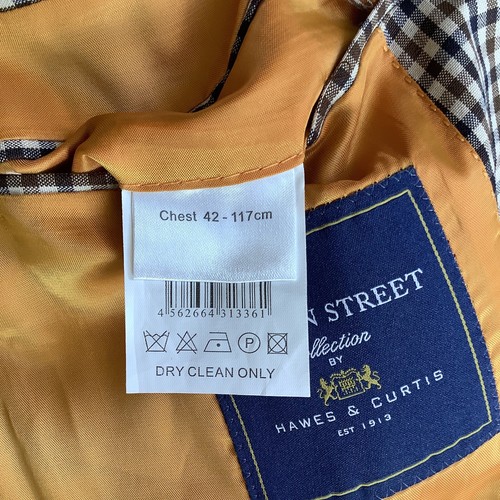 Chest 42 - 117cm
4 562664 313361
P
DRY CLEAN ONLY
N STREET
ollection
BY
HAWES & CURTIS
EST 1913